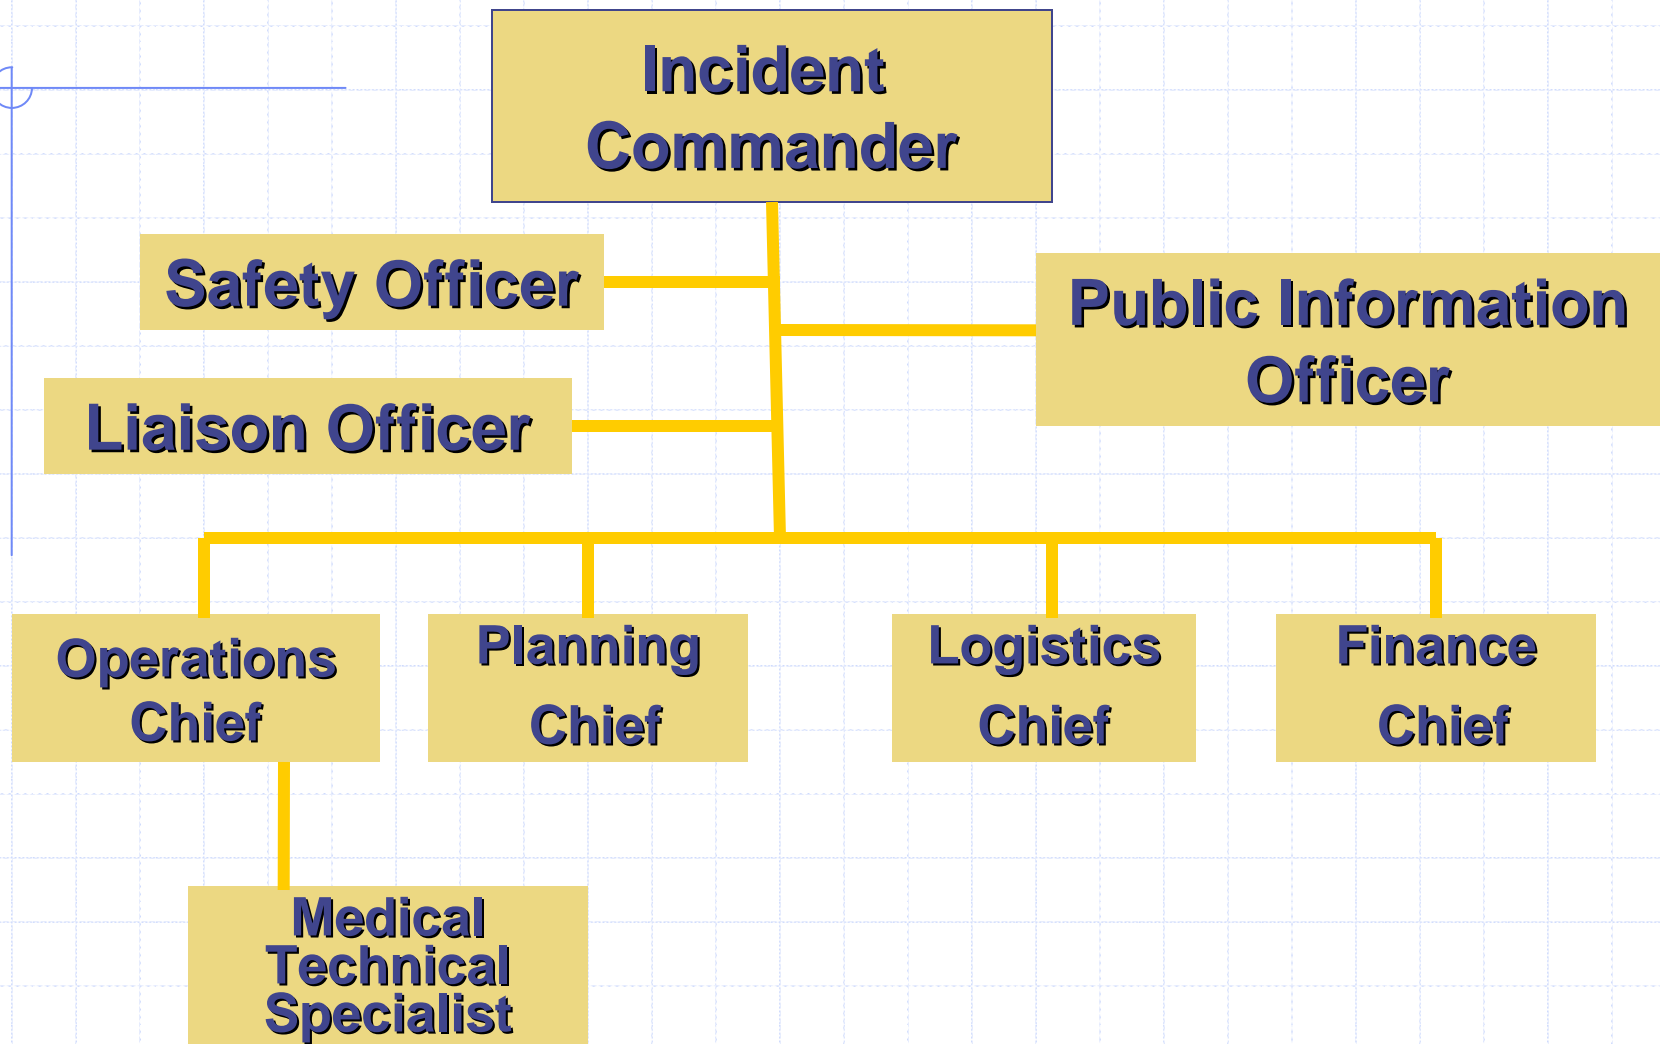 Incident
Commander
Safety Officer
Public Information
Officer
Liaison Officer
Operations
Chief
Planning
Chief
Logistics
Chief
Finance
Chief
Medical
Technical
Specialist